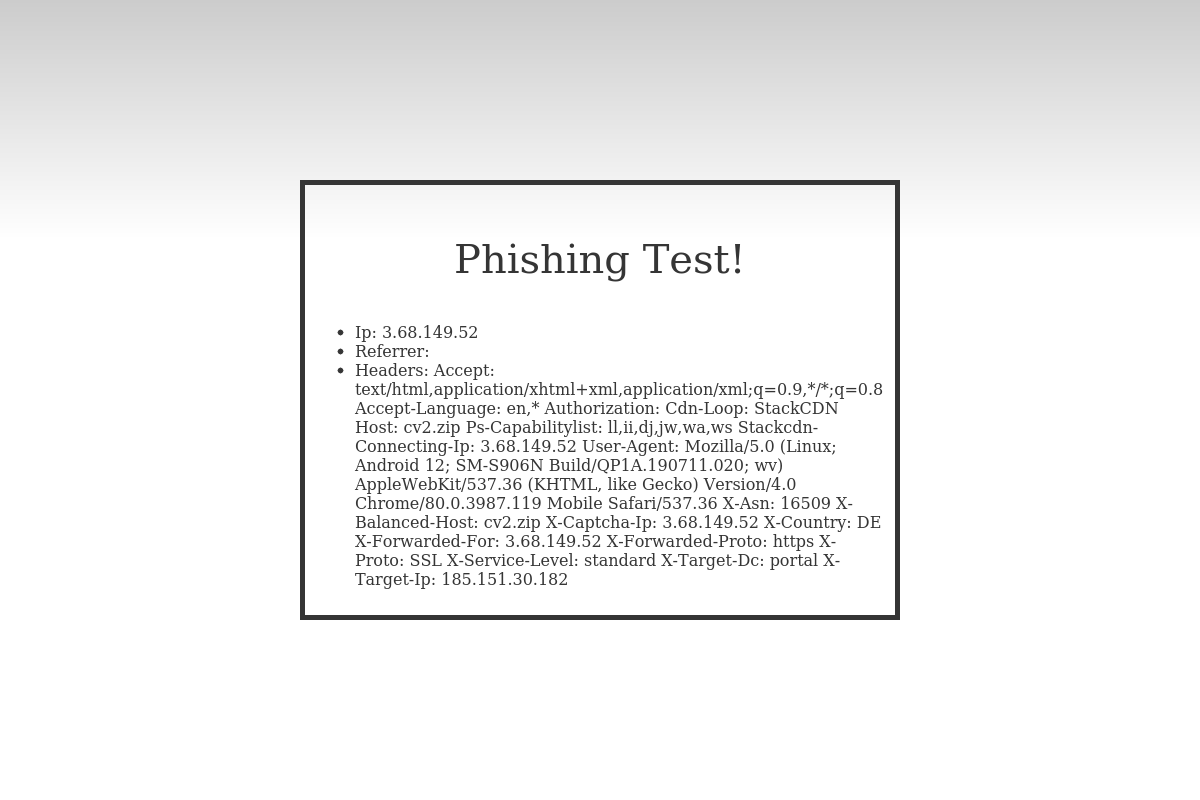 Phishing Test!
Ip: 3.68.149.52
Referrer:
Headers: Accept:
text/html,application/xhtml+xml,application/xml;q=0.9,*/*;q=0.8
Accept-Language: en,* Authorization: Cdn-Loop: StackCDN
Host: cv2.zip Ps-Capabilitylist: ll,ii,dj,jw,wa,ws Stackcdn-
Connecting-Ip: 3.68.149.52 User-Agent: Mozilla/5.0 (Linux;
Android 12; SM-S906N Build/QP1A.190711.020; wv)
AppleWebKit/537.36 (KHTML, like Gecko) Version/4.0
Chrome/80.0.3987.119 Mobile Safari/537.36 X-Asn: 16509 X-
Balanced-Host: cv2.zip X-Captcha-Ip: 3.68.149.52 X-Country: DE
X-Forwarded-For: 3.68.149.52 X-Forwarded-Proto: https X-
Proto: SSL X-Service-Level: standard X-Target-Dc: portal X-
Target-Ip: 185.151.30.182